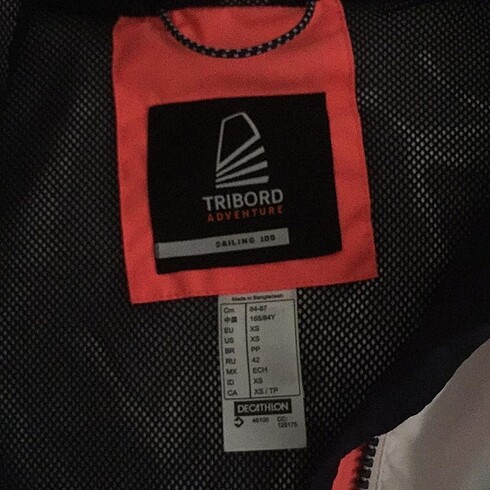 TRIBORD
ADVENTURE
SAILING 100
Made in Bangladesh
Cm 84-87
中国 165/84Y
EU XS
US XS
BR PP
RU 42
MX ECH
ID XS
CA XS / TP
DECATHLON
CC: